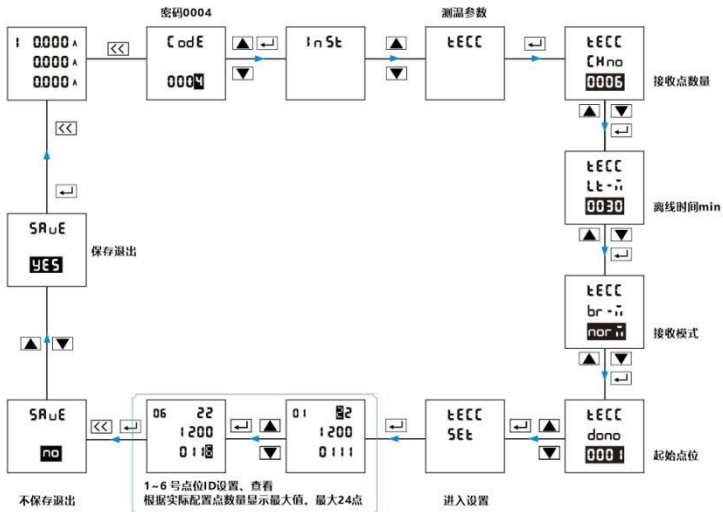 密码0004
测温参数
1 0.000 A
0.000 A
0.000 A
CodE
0004
InSt
tECC
tECC
CHno
0006
接收点数量
tECC
Lt-m
0030
离线时间min
tECC
br-m
norm
接收模式
tECC
dono
0001
起始点位
tECC
SEt
进入设置
01 22
1200
0111
06 22
1200
0116
1~6 号点位ID设置、查看
根据实际配置点数量显示最大值、最大24点
SAvE
no
不保存退出
SAvE
YES
保存退出